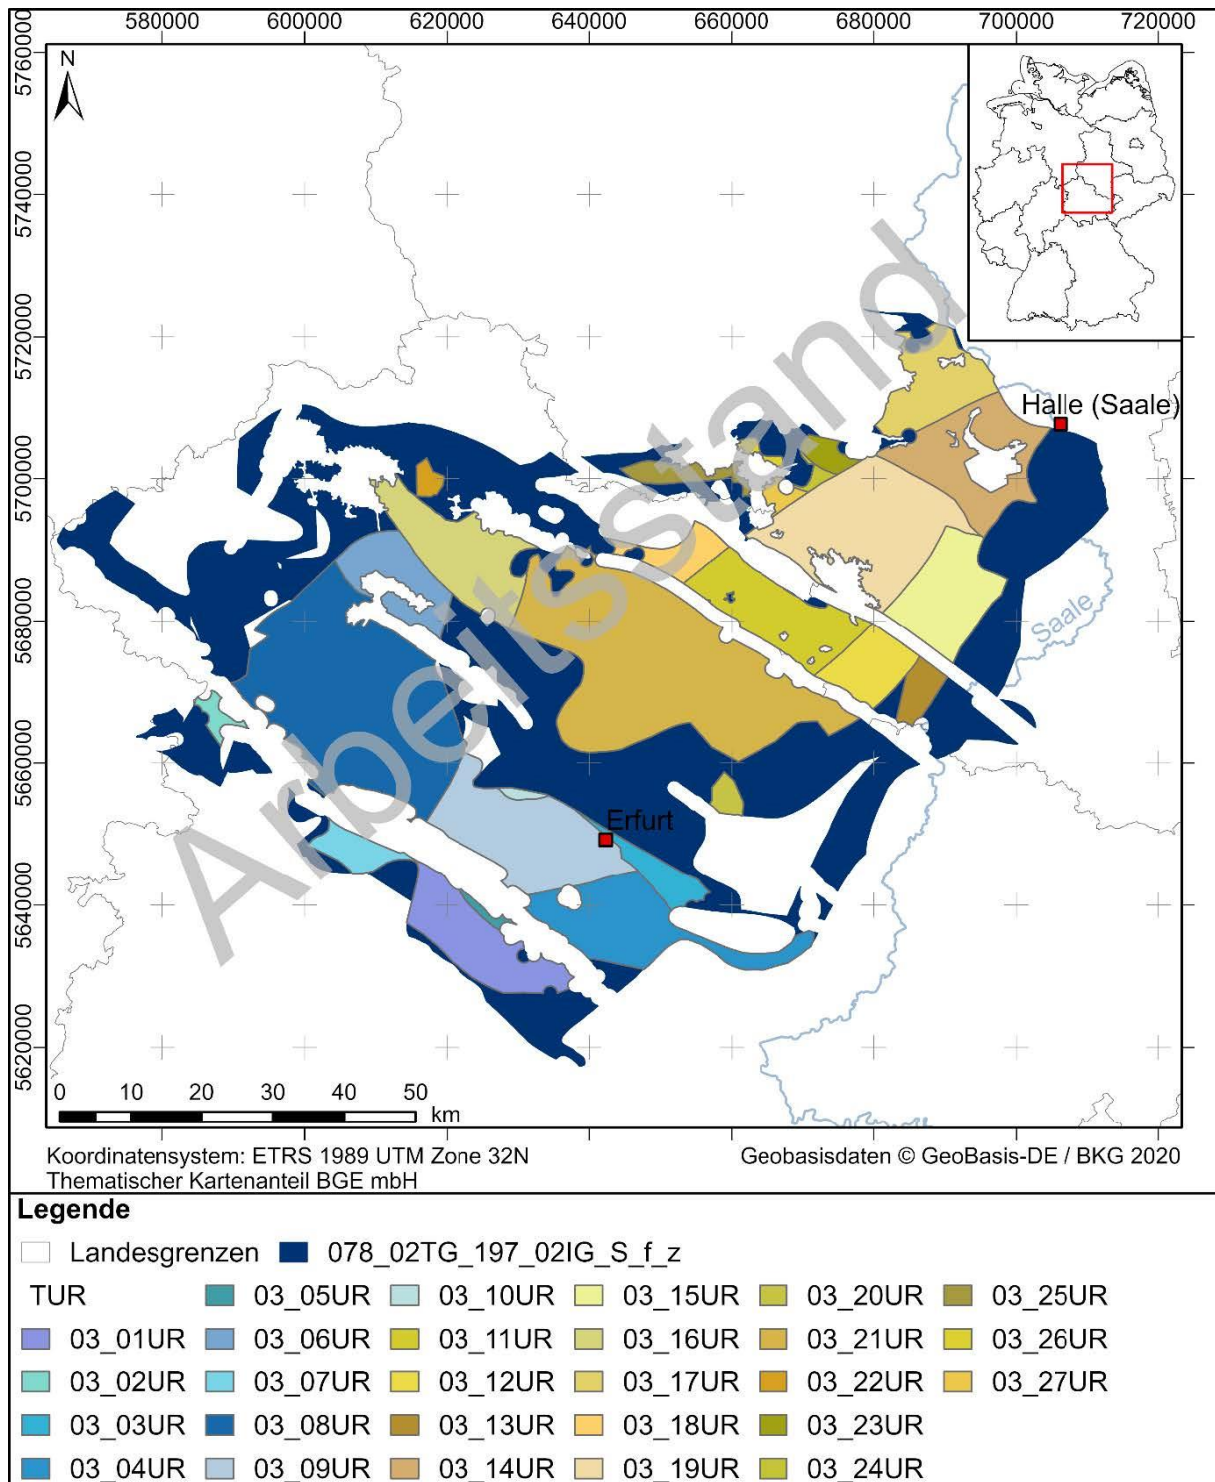 580000 600000 620000 640000 660000 680000 700000 720000
5760000
5740000
5720000
5700000
5680000
5660000
5640000
5620000
N
Arbeitsstand
Halle (Saale)
Saale
Erfurt
0 10 20 30 40 50
km
Koordinatensystem: ETRS 1989 UTM Zone 32N
Thematischer Kartenanteil BGE mbH
Geobasisdaten © GeoBasis-DE / BKG 2020
Legende
Landesgrenzen 078_02TG_197_02IG_S_f_z
TUR 03_05UR 03_10UR 03_15UR 03_20UR 03_25UR
03_01UR 03_06UR 03_11UR 03_16UR 03_21UR 03_26UR
03_02UR 03_07UR 03_12UR 03_17UR 03_22UR 03_27UR
03_03UR 03_08UR 03_13UR 03_18UR 03_23UR
03_04UR 03_09UR 03_14UR 03_19UR 03_24UR